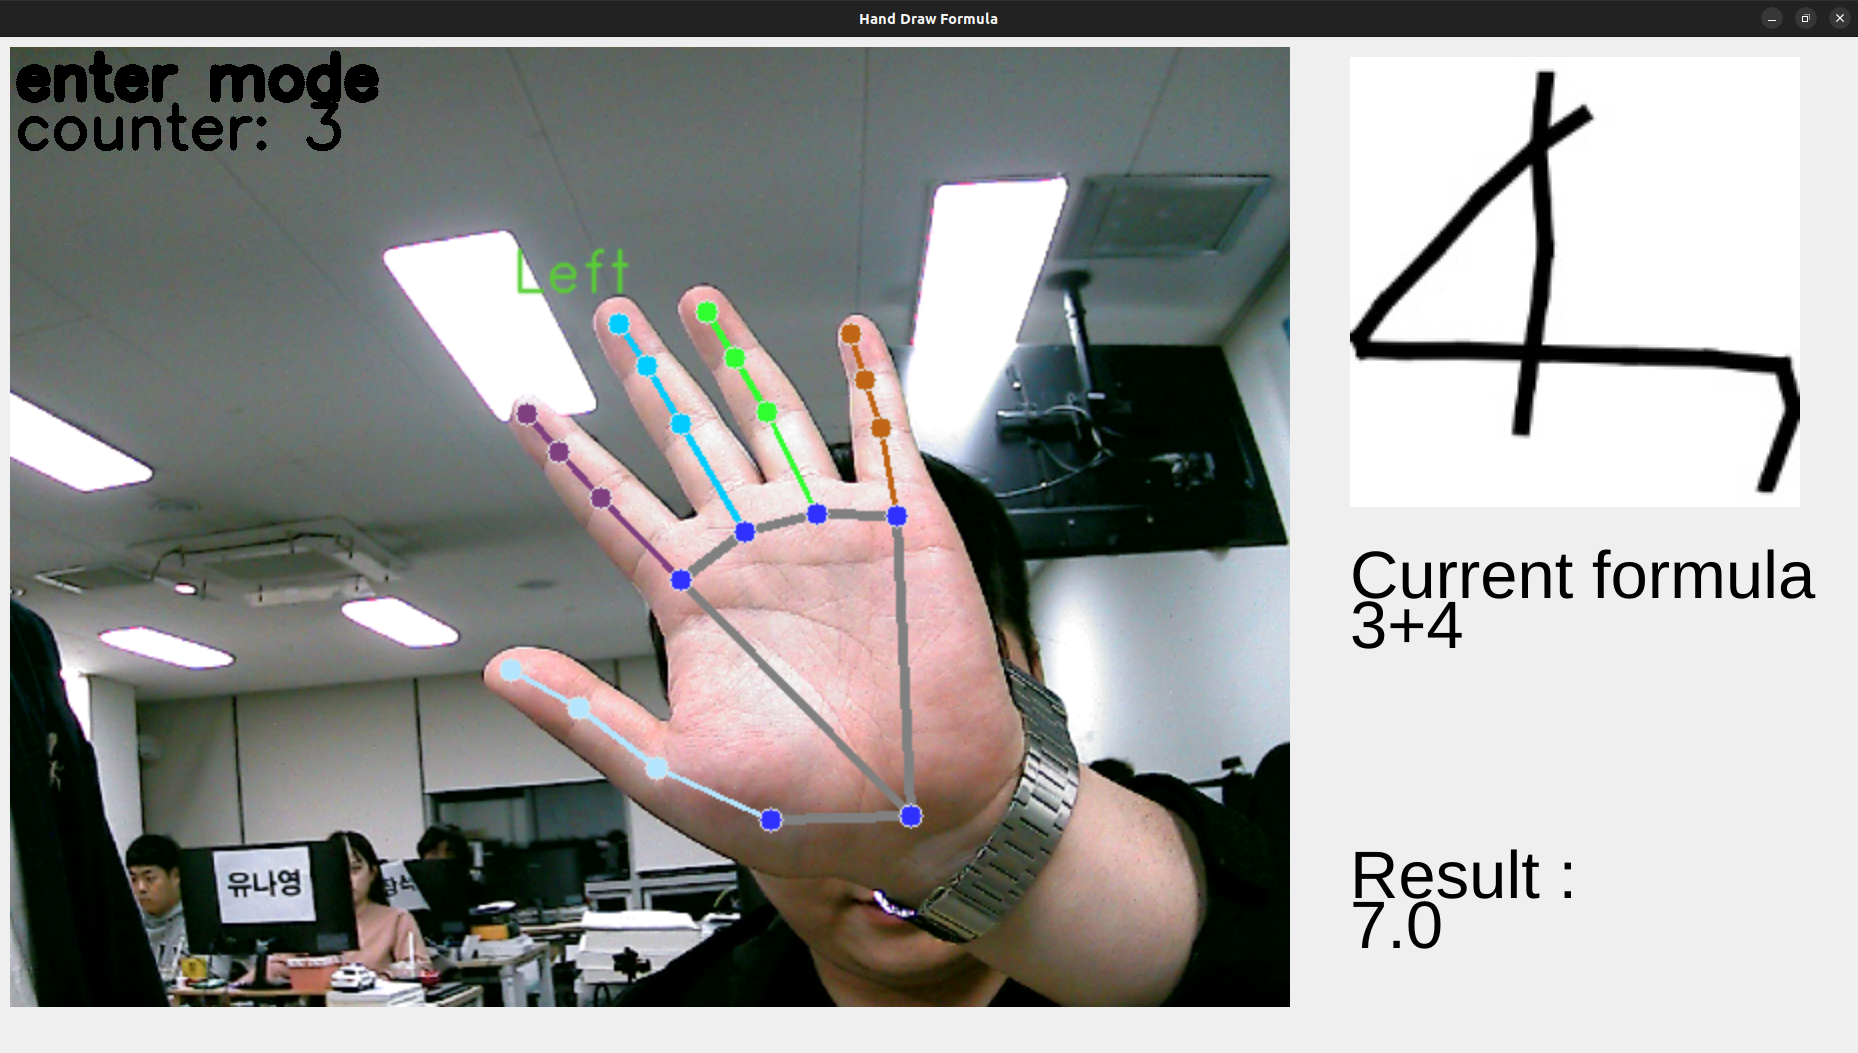 Hand Draw Formula
enter mode
counter: 3
Left
유나영
4
Current formula
3+4
Result :
7.0